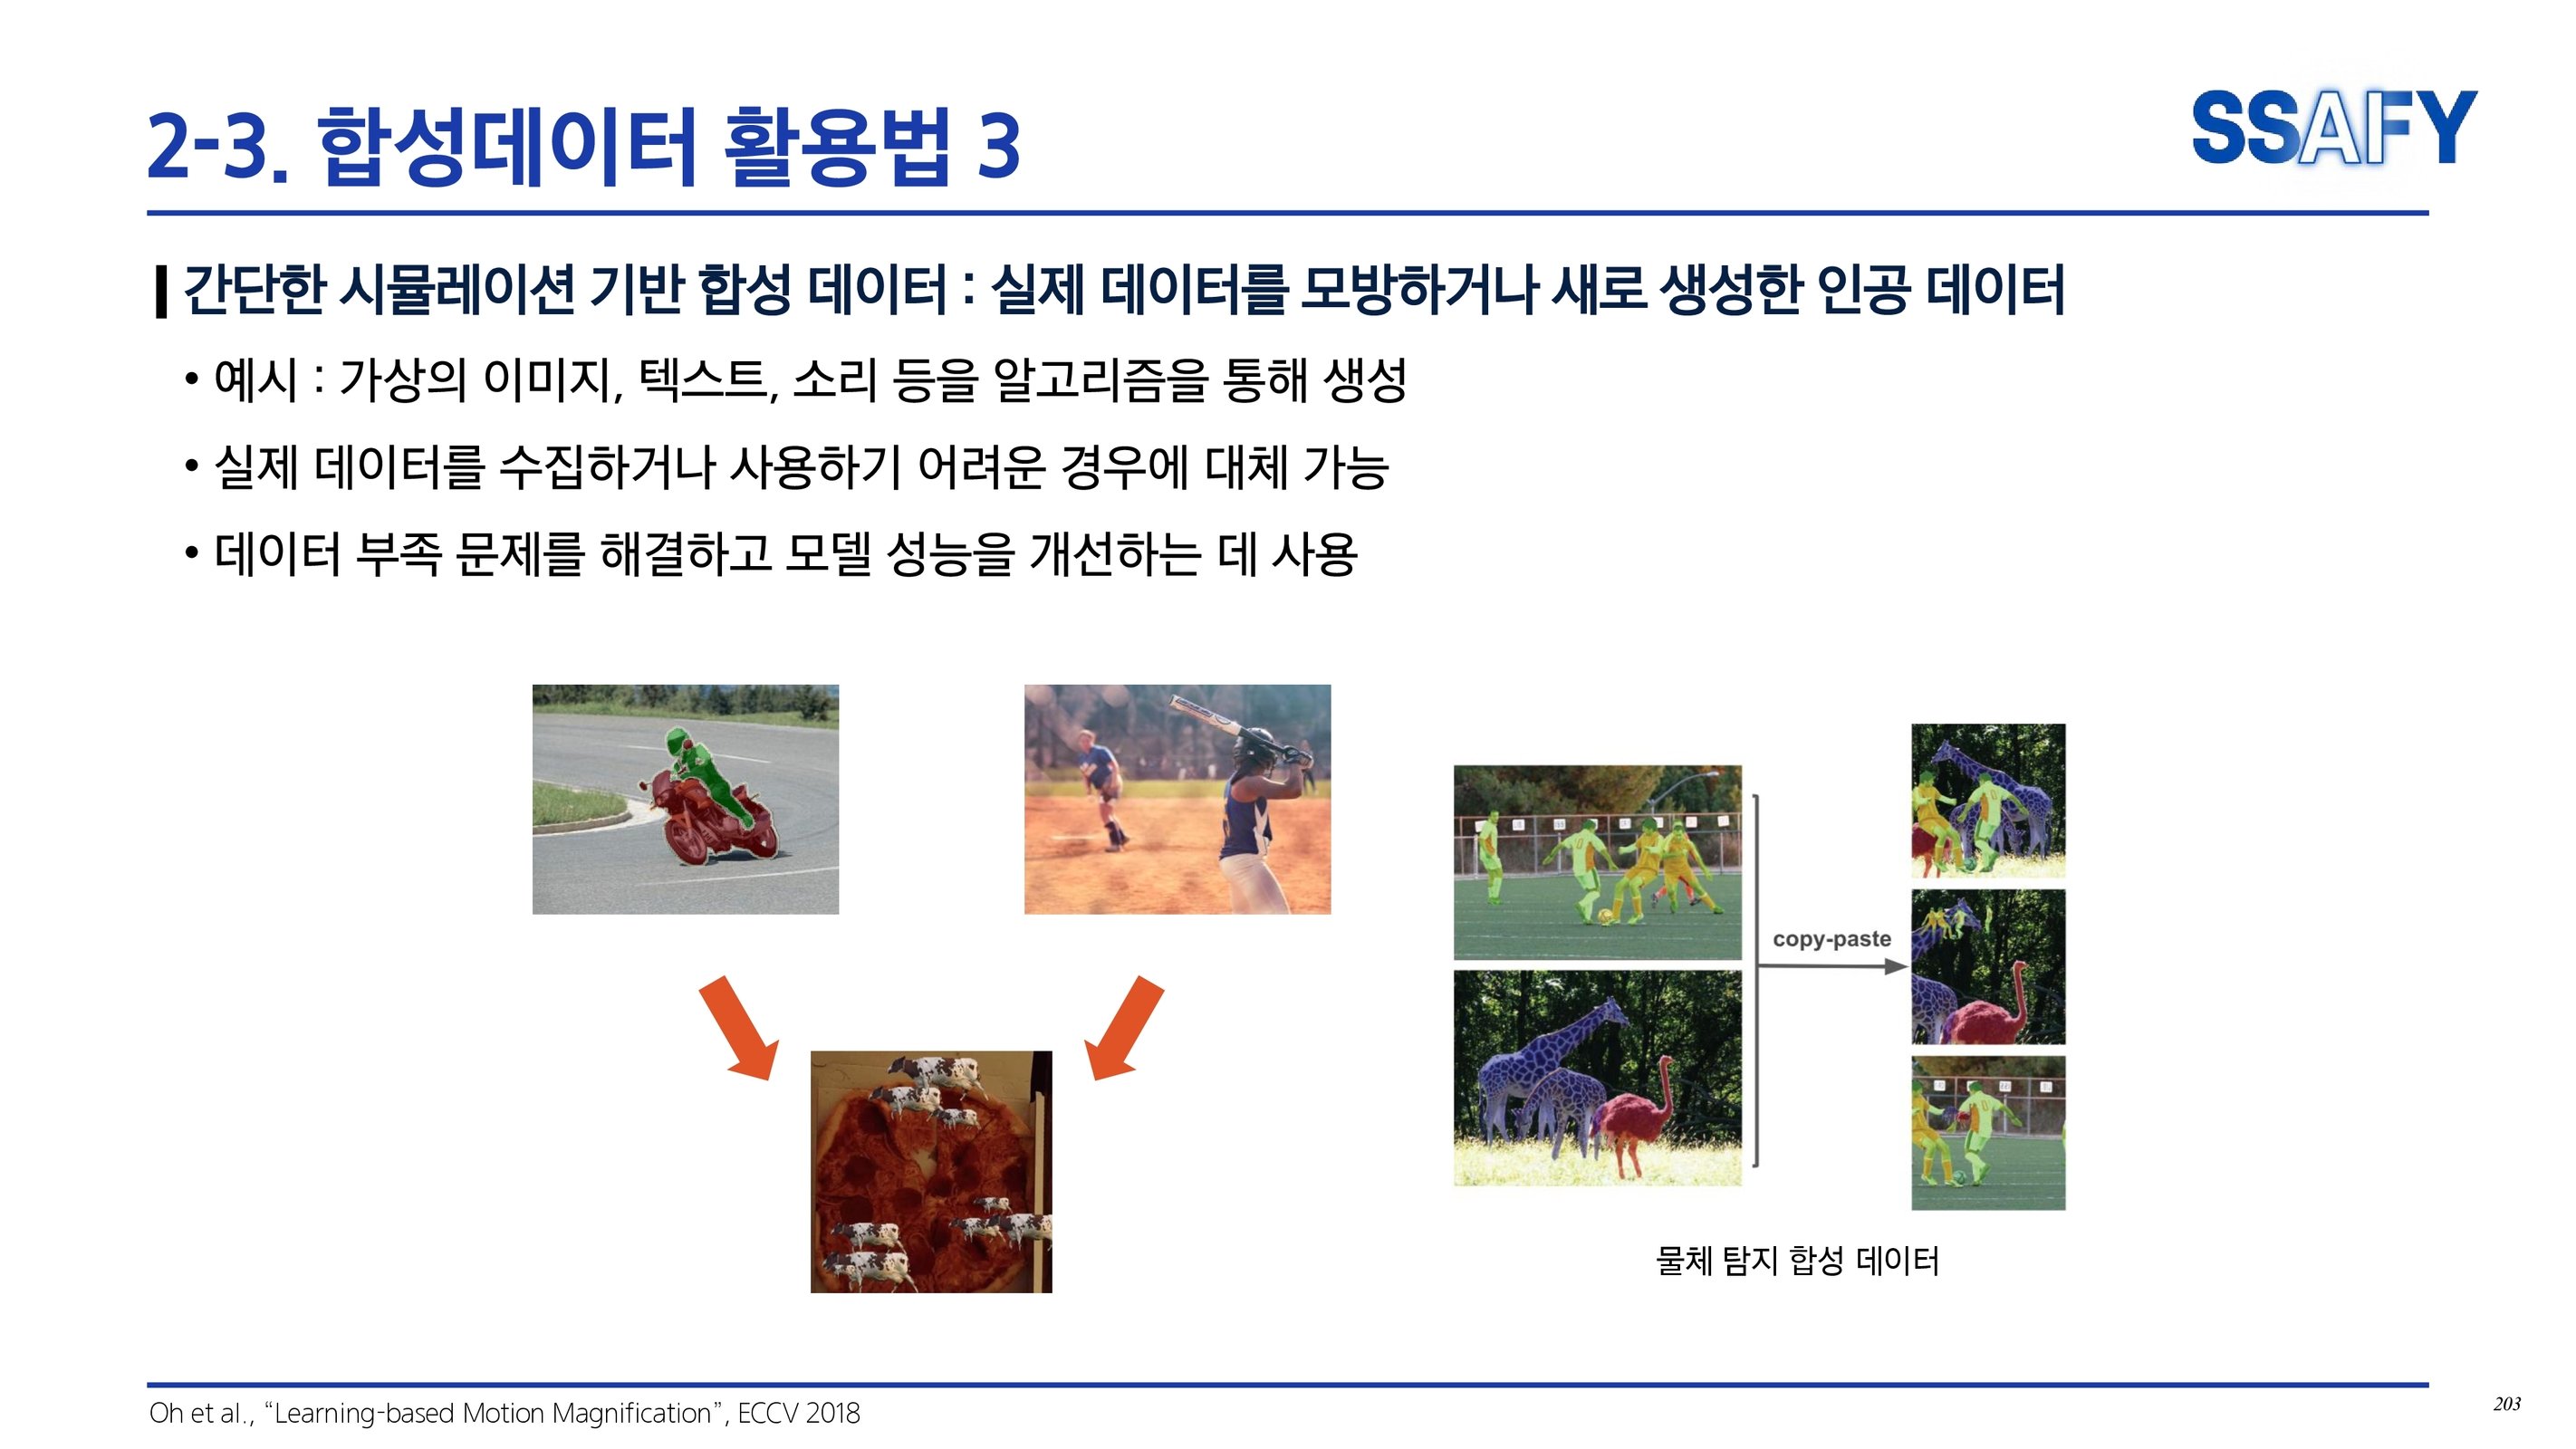 2-3. 합성데이터 활용법 3
SSAFY
간단한 시뮬레이션 기반 합성 데이터 : 실제 데이터를 모방하거나 새로 생성한 인공 데이터
• 예시 : 가상의 이미지, 텍스트, 소리 등을 알고리즘을 통해 생성
• 실제 데이터를 수집하거나 사용하기 어려운 경우에 대체 가능
• 데이터 부족 문제를 해결하고 모델 성능을 개선하는 데 사용
copy-paste
물체 탐지 합성 데이터
Oh et al., “Learning-based Motion Magnification”, ECCV 2018
203